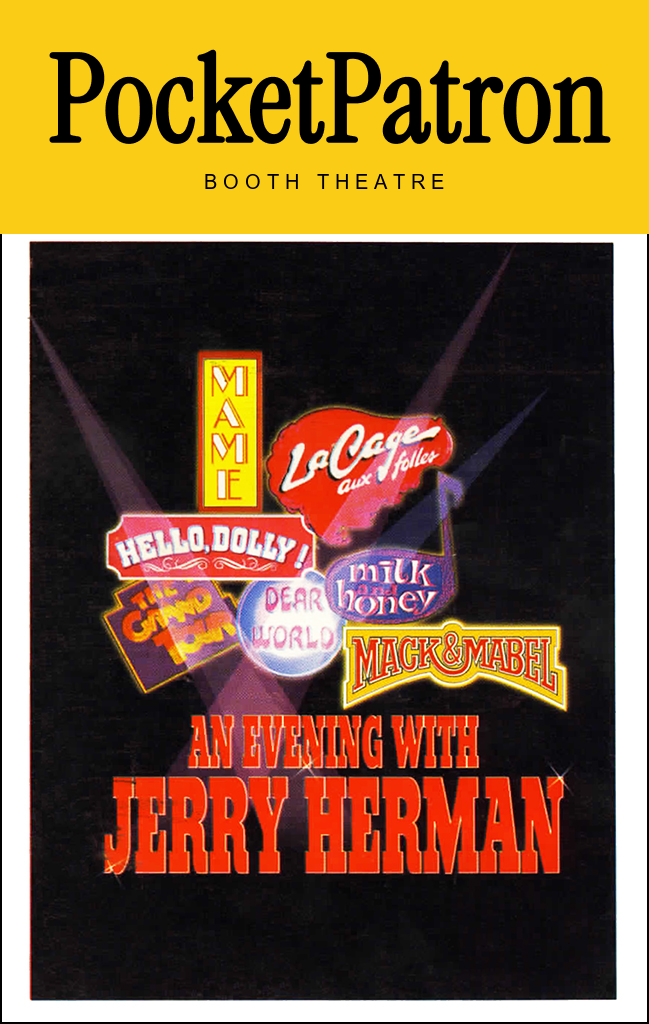 PocketPatron
BOOTH THEATRE
MAME
La Cage
aux folles
HELLO, DOLLY!
milk
and
honey
THE
GRAND
TOUR
DEAR
WORLD
MACK & MABEL
AN EVENING WITH
JERRY HERMAN